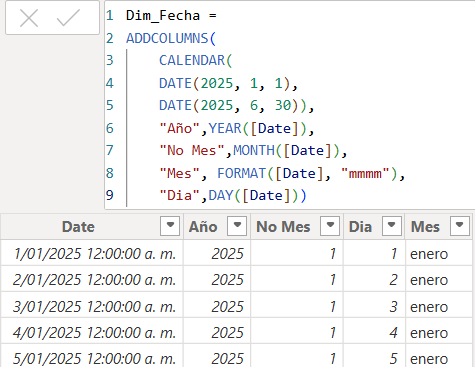 1 Dim_Fecha =
2 ADDCOLUMNS(
3 CALENDAR(
4 DATE(2025, 1, 1),
5 DATE(2025, 6, 30)),
6 "Año",YEAR([Date]),
7 "No Mes",MONTH([Date]),
8 "Mes", FORMAT([Date], "mmmm"),
9 "Dia",DAY([Date]))
Date Año No Mes Dia Mes
1/01/2025 12:00:00 a. m. 2025 1 1 enero
2/01/2025 12:00:00 a. m. 2025 1 2 enero
3/01/2025 12:00:00 a. m. 2025 1 3 enero
4/01/2025 12:00:00 a. m. 2025 1 4 enero
5/01/2025 12:00:00 a. m. 2025 1 5 enero